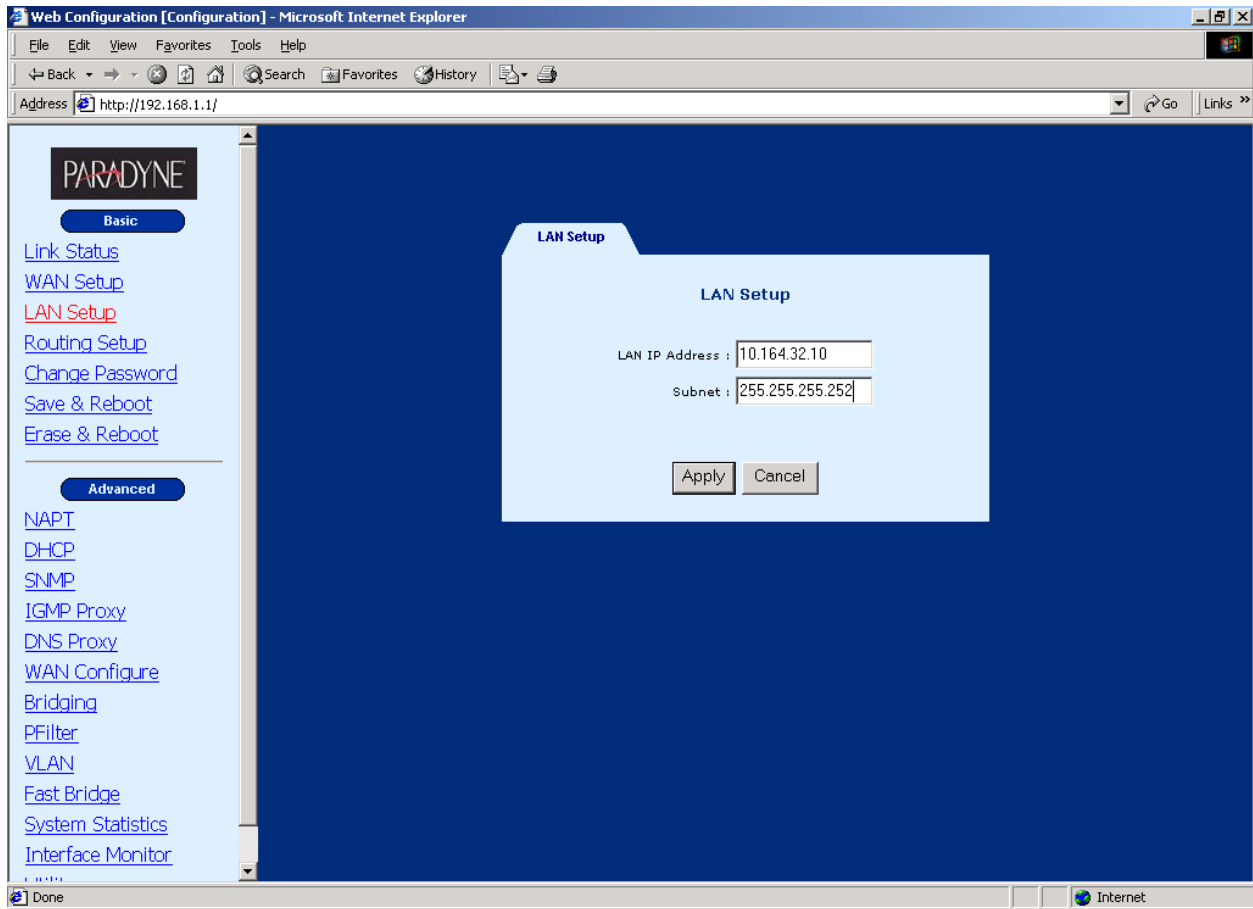 Web Configuration [Configuration] - Microsoft Internet Explorer
File Edit View Favorites Tools Help
Back Search Favorites History
Address http://192.168.1.1/ Go Links »
PARADYNE
Basic
Link Status
WAN Setup
LAN Setup
Routing Setup
Change Password
Save & Reboot
Erase & Reboot
Advanced
NAPT
DHCP
SNMP
IGMP Proxy
DNS Proxy
WAN Configure
Bridging
PFilter
VLAN
Fast Bridge
System Statistics
Interface Monitor
LAN Setup
LAN Setup
LAN IP Address : 10.164.32.10
Subnet : 255.255.255.252
Apply Cancel
Done Internet